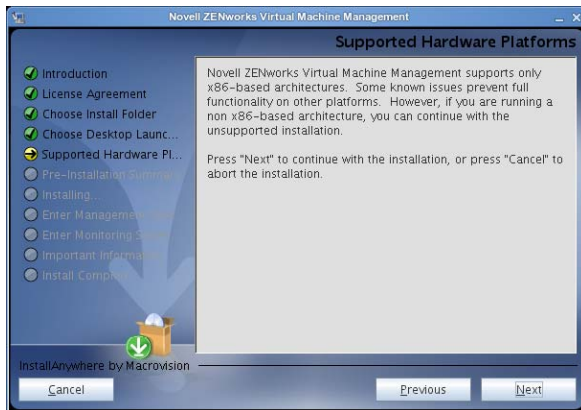 Novell ZENworks Virtual Machine Management
Supported Hardware Platforms
Introduction
License Agreement
Choose Install Folder
Choose Desktop Launc...
Supported Hardware Pl...
Pre-Installation Summary
Installing...
Enter Management
Enter Monitoring
Important Information
Install Complete
Novell ZENworks Virtual Machine Management supports only
x86-based architectures. Some known issues prevent full
functionality on other platforms. However, if you are running a
non x86-based architecture, you can continue with the
unsupported installation.
Press "Next" to continue with the installation, or press "Cancel" to
abort the installation.
InstallAnywhere by Macrovision
Cancel
Previous
Next